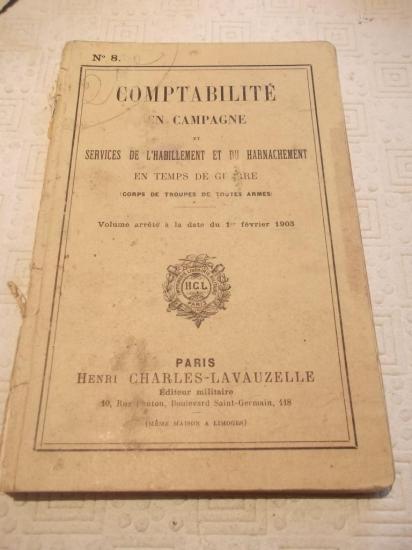 N° 8.
COMPTABILITÉ
EN CAMPAGNE
ET
SERVICES DE L'HABILLEMENT ET DU HARNACHEMENT
EN TEMPS DE GUERRE
(CORPS DE TROUPES DE TOUTES ARMES)
Volume arrêté à la date du 1er février 1903
H C L
PARIS
PARIS
HENRI CHARLES-LAVAUZELLE
Éditeur militaire
10, Rue Danton, Boulevard Saint-Germain, 118
(MÊME MAISON A LIMOGES)